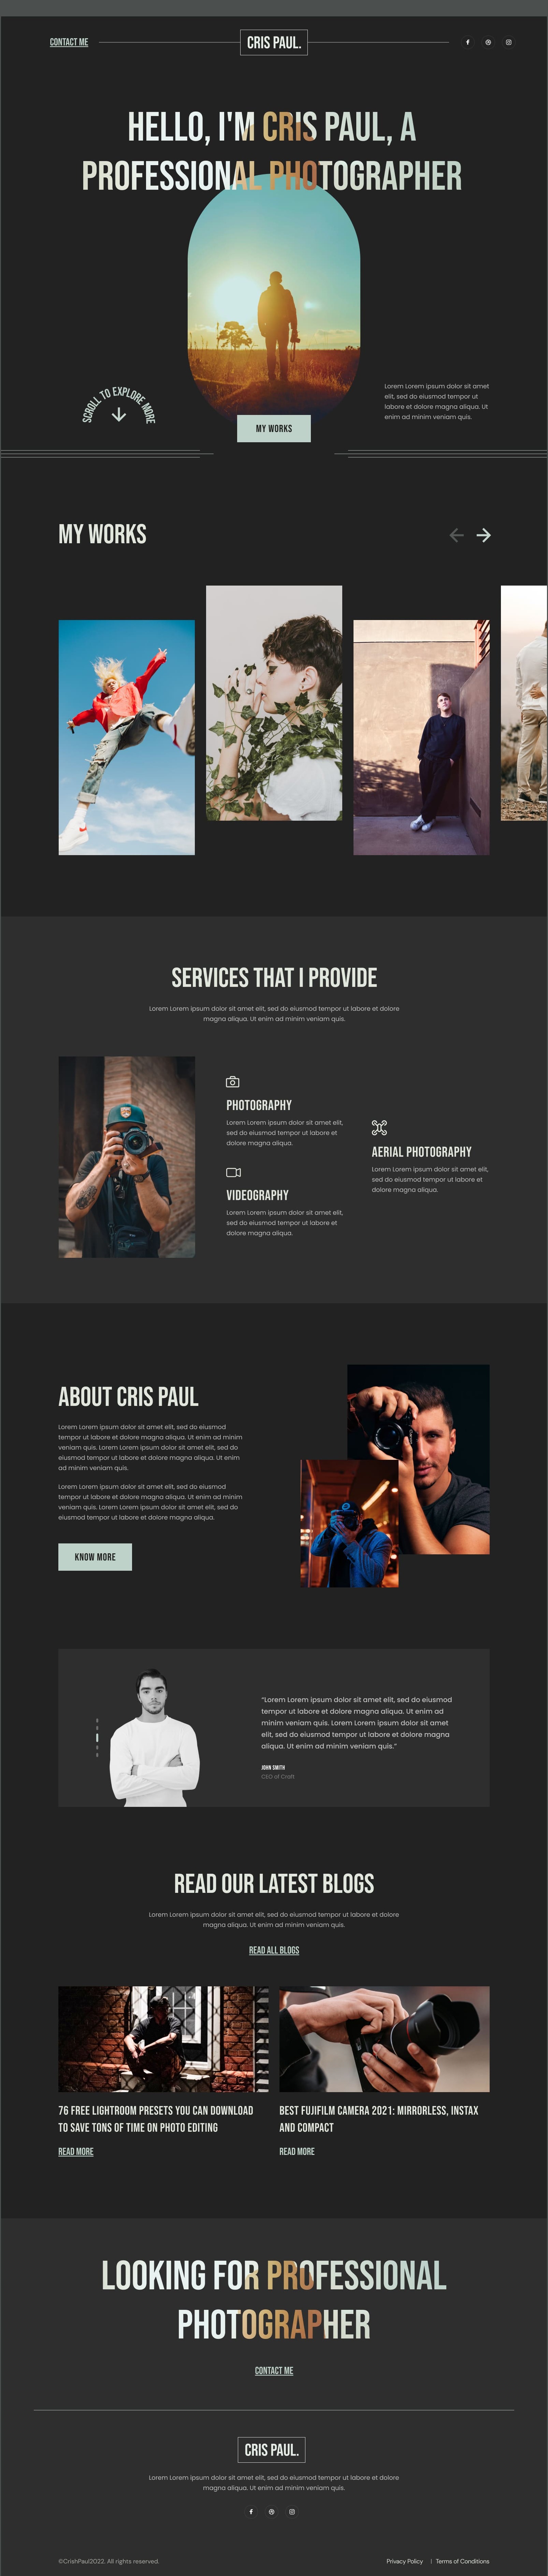 CONTACT ME
CRIS PAUL.
HELLO, I'M CRIS PAUL, A
PROFESSIONAL PHOTOGRAPHER
SCROLL TO EXPLORE MORE
Lorem Lorem ipsum dolor sit amet
elit, sed do eiusmod tempor ut
labore et dolore magna aliqua. Ut
enim ad minim veniam quis.
MY WORKS
MY WORKS
SERVICES THAT I PROVIDE
Lorem Lorem ipsum dolor sit amet elit, sed do eiusmod tempor ut labore et dolore
magna aliqua. Ut enim ad minim veniam quis.
PHOTOGRAPHY
Lorem Lorem ipsum dolor sit amet elit,
sed do eiusmod tempor ut labore et
dolore magna aliqua.
VIDEOGRAPHY
Lorem Lorem ipsum dolor sit amet elit,
sed do eiusmod tempor ut labore et
dolore magna aliqua.
AERIAL PHOTOGRAPHY
Lorem Lorem ipsum dolor sit amet elit,
sed do eiusmod tempor ut labore et
dolore magna aliqua.
ABOUT CRIS PAUL
Lorem Lorem ipsum dolor sit amet elit, sed do eiusmod
tempor ut labore et dolore magna aliqua. Ut enim ad minim
veniam quis. Lorem Lorem ipsum dolor sit amet elit, sed do
eiusmod tempor ut labore et dolore magna aliqua. Ut enim
ad minim veniam quis.
Lorem Lorem ipsum dolor sit amet elit, sed do eiusmod
tempor ut labore et dolore magna aliqua. Ut enim ad minim
veniam quis. Lorem Lorem ipsum dolor sit amet elit, sed do
eiusmod tempor ut labore et dolore magna aliqua.
KNOW MORE
“Lorem Lorem ipsum dolor sit amet elit, sed do eiusmod
tempor ut labore et dolore magna aliqua. Ut enim ad
minim veniam quis. Lorem Lorem ipsum dolor sit amet
elit, sed do eiusmod tempor ut labore et dolore magna
aliqua. Ut enim ad minim veniam quis.”
JOHN SMITH
CEO of Craft
READ OUR LATEST BLOGS
Lorem Lorem ipsum dolor sit amet elit, sed do eiusmod tempor ut labore et dolore
magna aliqua. Ut enim ad minim veniam quis.
READ ALL BLOGS
76 FREE LIGHTROOM PRESETS YOU CAN DOWNLOAD
TO SAVE TONS OF TIME ON PHOTO EDITING
READ MORE
BEST FUJIFILM CAMERA 2021: MIRRORLESS, INSTAX
AND COMPACT
READ MORE
LOOKING FOR PROFESSIONAL
PHOTOGRAPHER
CONTACT ME
CRIS PAUL.
Lorem Lorem ipsum dolor sit amet elit, sed do eiusmod tempor ut labore et dolore
magna aliqua. Ut enim ad minim veniam quis.
©CrishPaul2022. All rights reserved.
Privacy Policy | Terms of Conditions